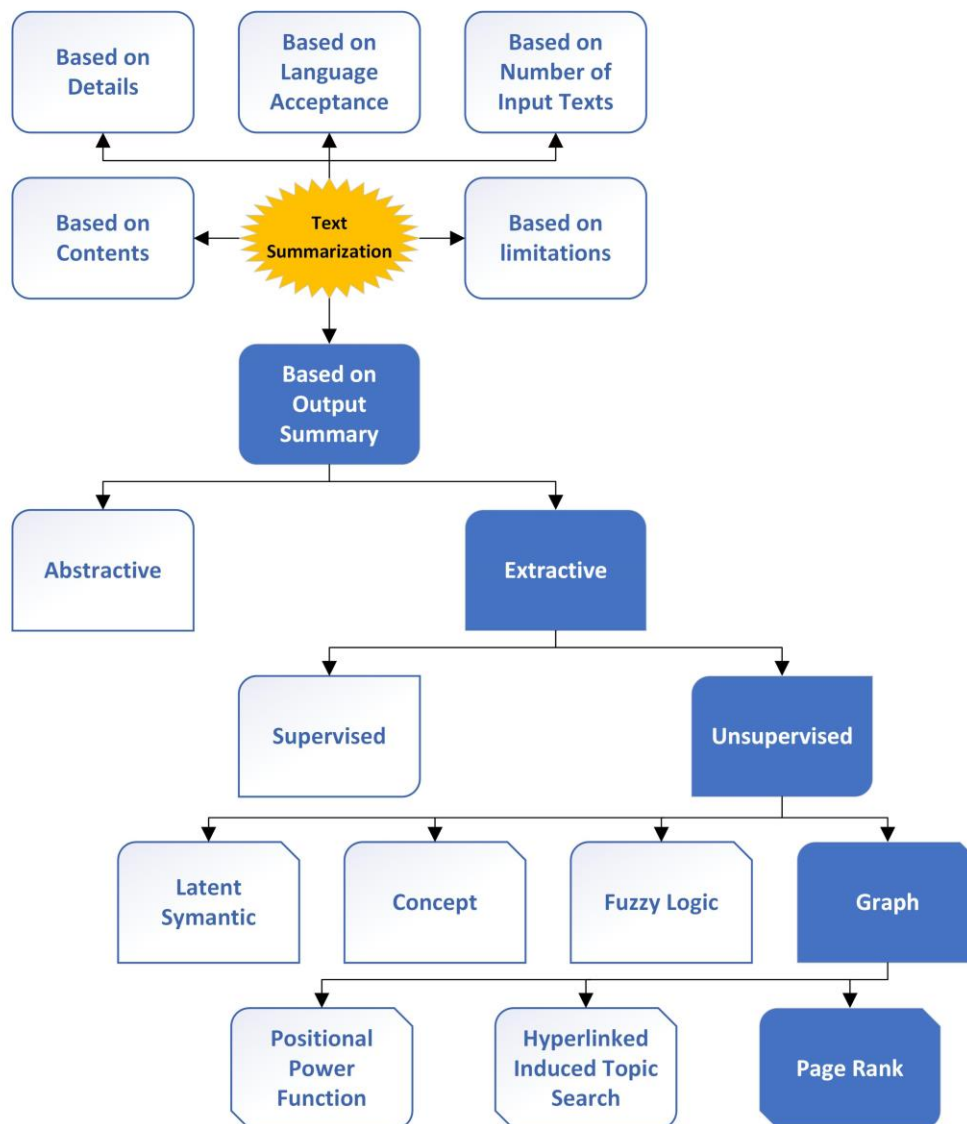 Based on
Details
Based on
Language
Acceptance
Based on
Number of
Input Texts
Based on
Contents
Text
Summarization
Based on
limitations
Based on
Output
Summary
Abstractive
Extractive
Supervised
Unsupervised
Latent
Symantic
Concept
Fuzzy Logic
Graph
Positional
Power
Function
Hyperlinked
Induced Topic
Search
Page Rank